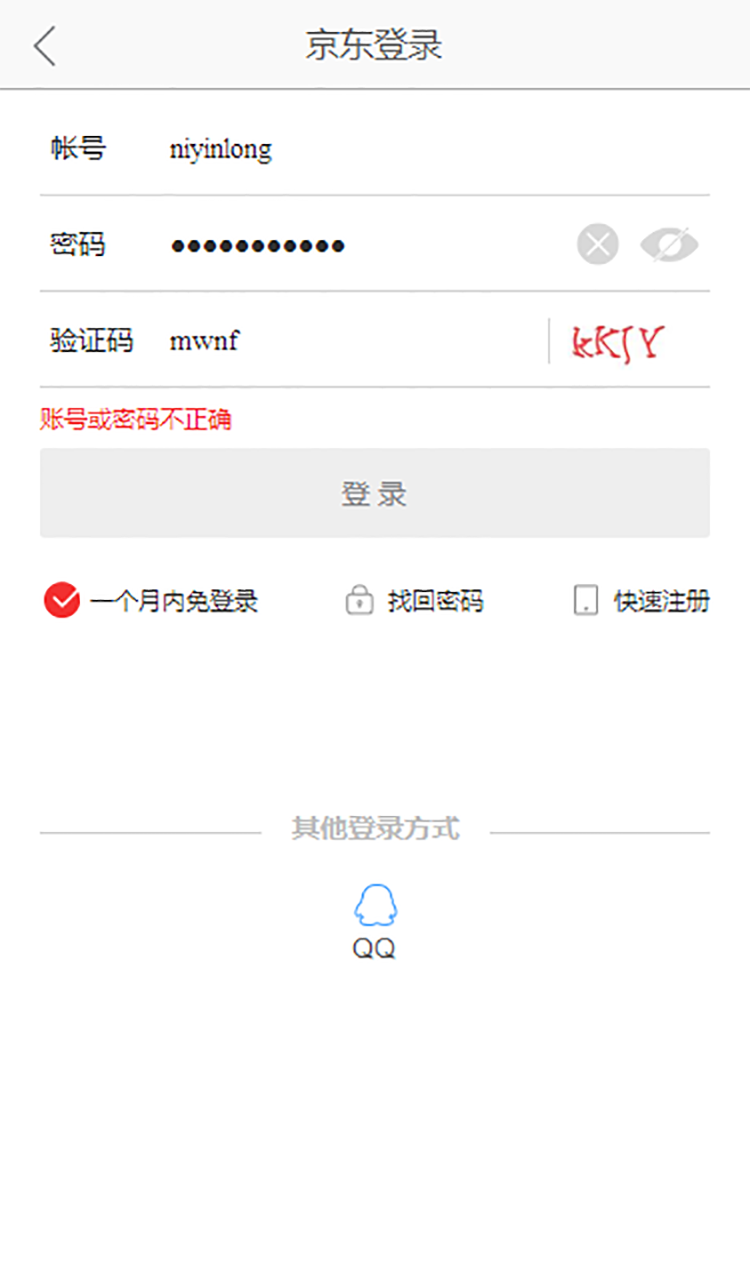 京东登录
帐号 niyinlong
密码 ●●●●●●●●●●●
验证码 mwnf
账号或密码不正确
登 录
一个月内免登录 找回密码 快速注册
其他登录方式
QQ